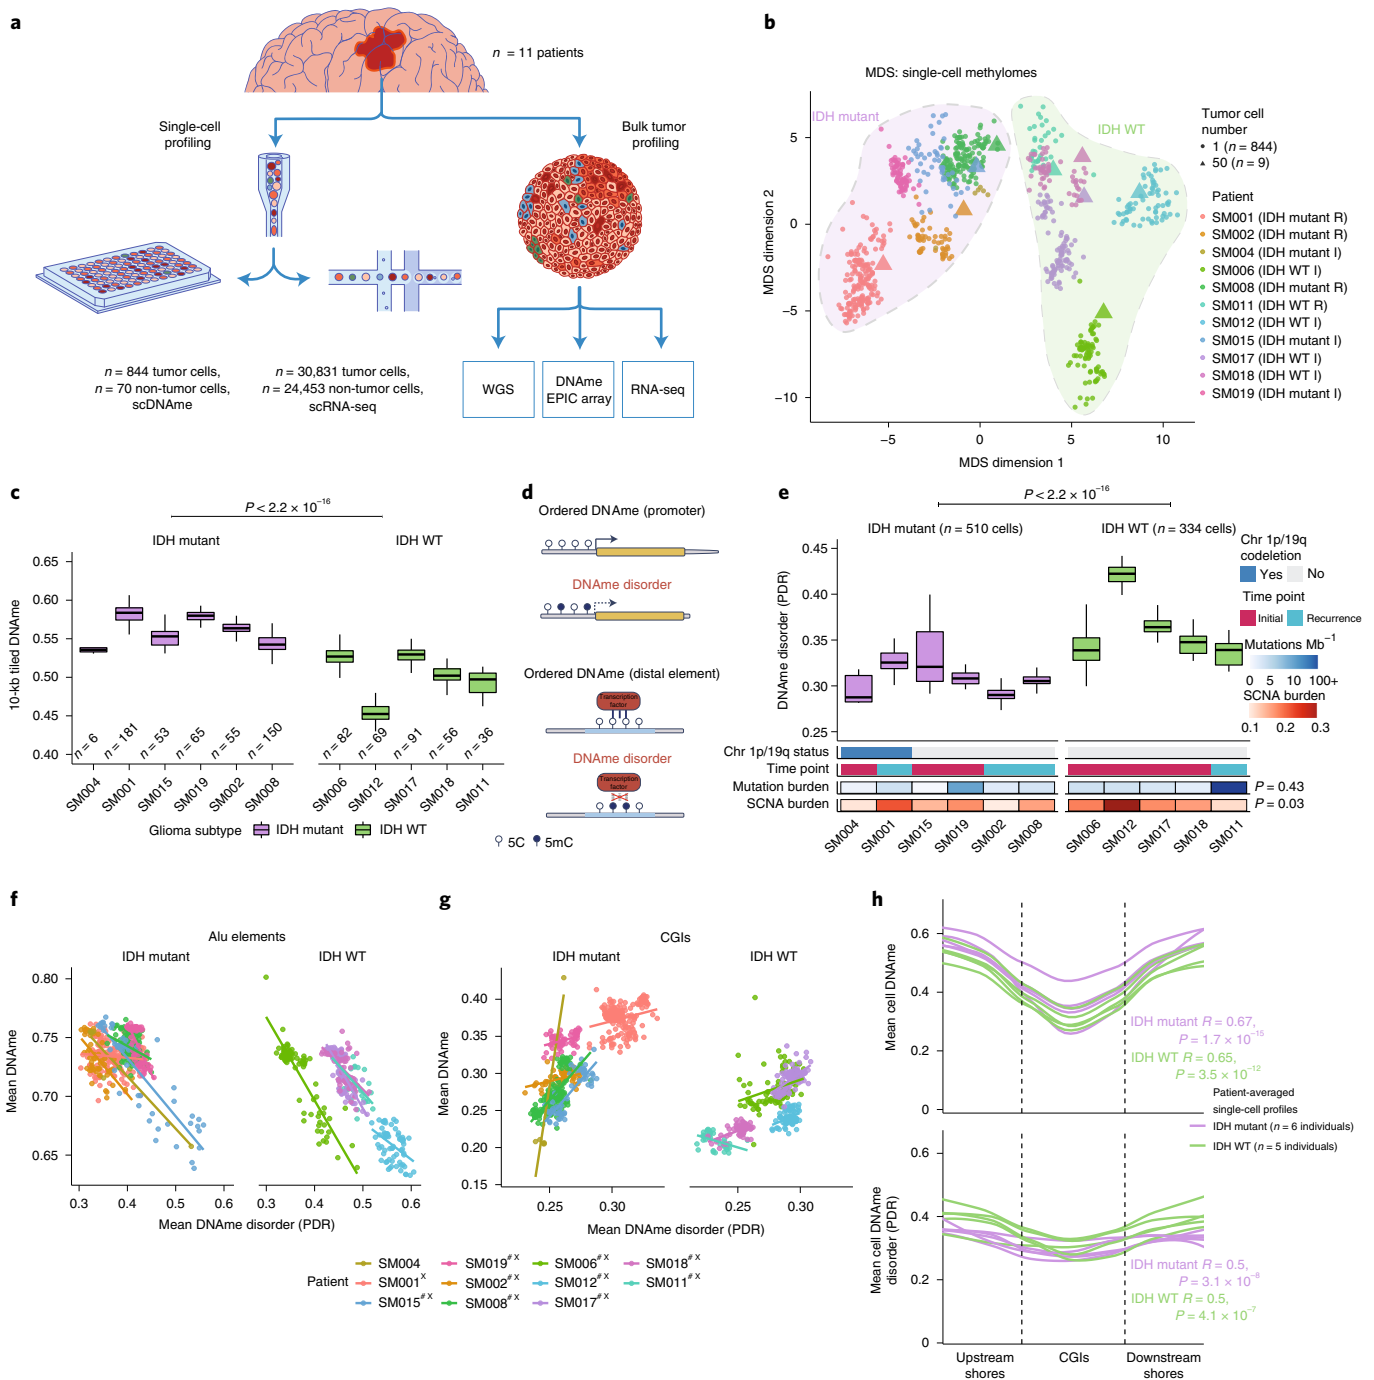 a
n = 11 patients
Single-cell
profiling
Bulk tumor
profiling
n = 844 tumor cells,
n = 70 non-tumor cells,
scDNAme
n = 30,831 tumor cells,
n = 24,453 non-tumor cells,
scRNA-seq
WGS
DNAme
EPIC array
RNA-seq
b
MDS: single-cell methylomes
IDH mutant
IDH WT
MDS dimension 2
5
0
−5
−10
−5
0
5
10
MDS dimension 1
Tumor cell
number
1 (n = 844)
50 (n = 9)
Patient
SM001 (IDH mutant R)
SM002 (IDH mutant R)
SM004 (IDH mutant I)
SM006 (IDH WT I)
SM008 (IDH mutant R)
SM011 (IDH WT R)
SM012 (IDH WT I)
SM015 (IDH mutant I)
SM017 (IDH WT I)
SM018 (IDH WT I)
SM019 (IDH mutant I)
c
P < 2.2 × 10−16
IDH mutant
IDH WT
10-kb tiled DNAme
0.65
0.60
0.55
0.50
0.45
0.40
n = 6
n = 181
n = 53
n = 65
n = 55
n = 150
n = 82
n = 69
n = 91
n = 56
n = 36
SM004
SM001
SM015
SM019
SM002
SM008
SM006
SM012
SM017
SM018
SM011
Glioma subtype
IDH mutant
IDH WT
d
Ordered DNAme (promoter)
DNAme disorder
Ordered DNAme (distal element)
Transcription
factor
DNAme disorder
Transcription
factor
5C
5mC
e
P < 2.2 × 10−16
IDH mutant (n = 510 cells)
IDH WT (n = 334 cells)
DNAme disorder (PDR)
0.45
0.40
0.35
0.30
0.25
Chr 1p/19q
codeletion
Yes
No
Time point
Initial
Recurrence
Mutations Mb−1
0 5 10 100+
SCNA burden
0.1 0.2 0.3
Chr 1p/19q status
Time point
Mutation burden
P = 0.43
SCNA burden
P = 0.03
SM004
SM001
SM015
SM019
SM002
SM008
SM006
SM012
SM017
SM018
SM011
f
Alu elements
IDH mutant
IDH WT
Mean DNAme
0.80
0.75
0.70
0.65
0.3 0.4 0.5 0.6
0.3 0.4 0.5 0.6
Mean DNAme disorder (PDR)
g
CGIs
IDH mutant
IDH WT
Mean DNAme
0.40
0.35
0.30
0.25
0.20
0.15
0.25 0.30
0.25 0.30
Mean DNAme disorder (PDR)
Patient
SM004
SM001X
SM015# X
SM019# X
SM002# X
SM008# X
SM006# X
SM012# X
SM017# X
SM018# X
SM011# X
h
Mean cell DNAme
0.6
0.4
0.2
0
IDH mutant R = 0.67,
P = 1.7 × 10−15
IDH WT R = 0.65,
P = 3.5 × 10−12
Patient-averaged
single-cell profiles
IDH mutant (n = 6 individuals)
IDH WT (n = 5 individuals)
Mean cell DNAme
disorder (PDR)
0.6
0.4
0.2
0
IDH mutant R = 0.5,
P = 3.1 × 10−8
IDH WT R = 0.5,
P = 4.1 × 10−7
Upstream
shores
CGIs
Downstream
shores